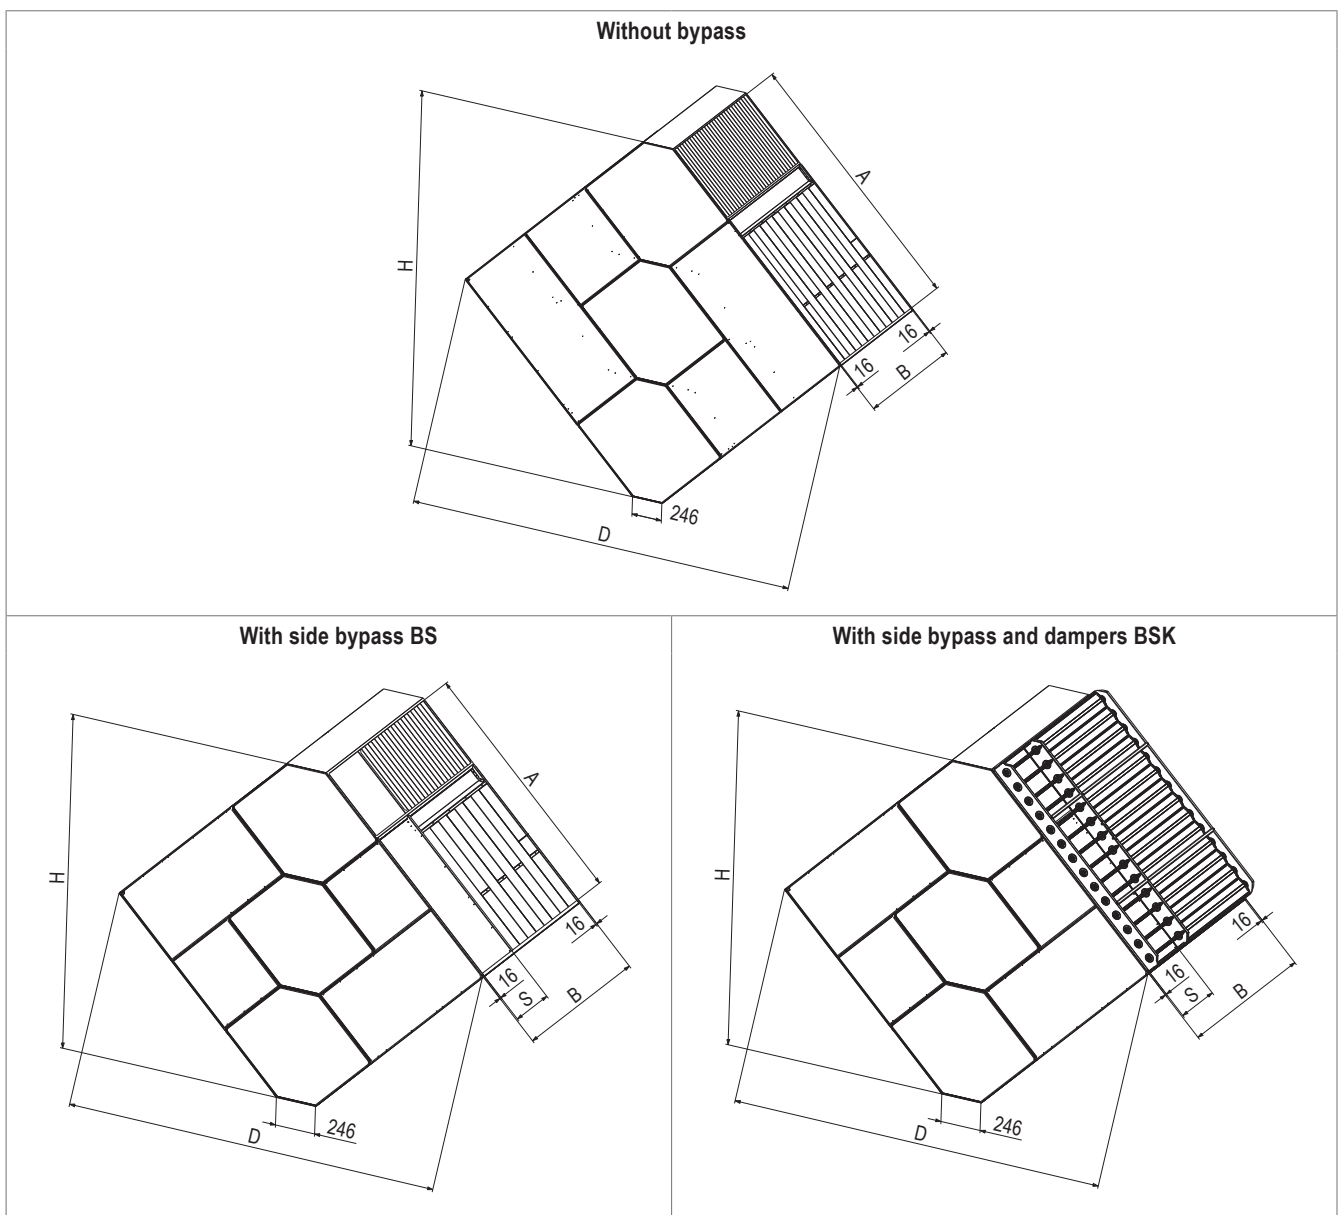 Without bypass
A
H
16
16
B
246
D
With side bypass BS
With side bypass and dampers BSK
A
H
16
16
S
B
246
D
H
16
16
S
B
246
D